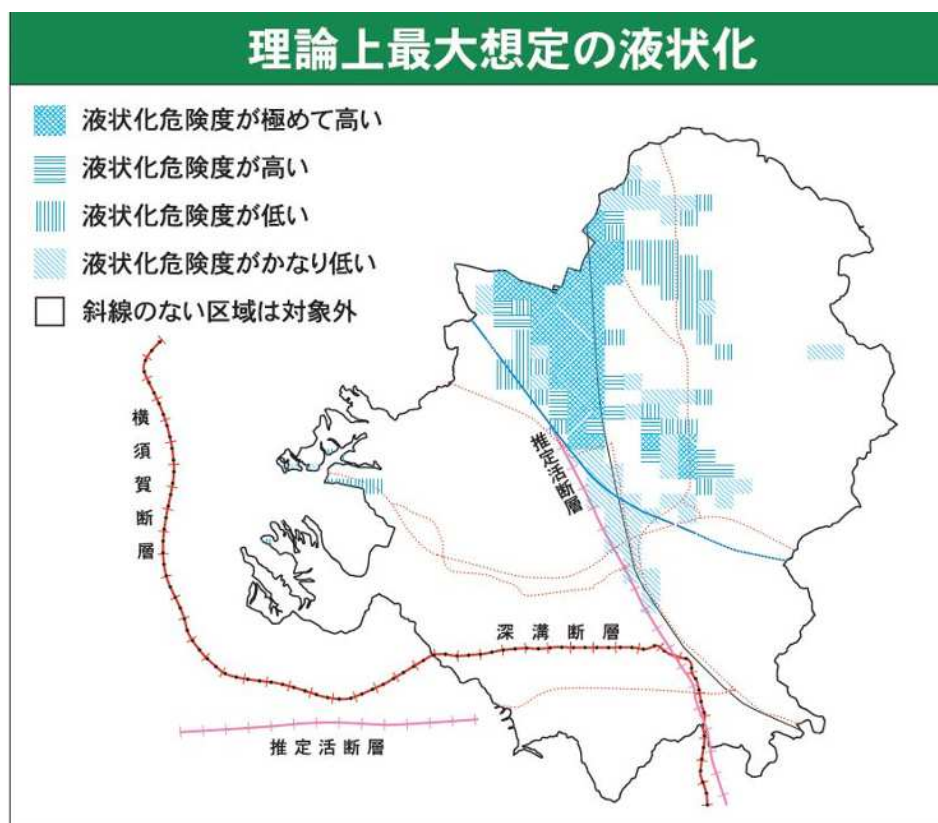 理論上最大想定の液状化
液状化危険度が極めて高い
液状化危険度が高い
液状化危険度が低い
液状化危険度がかなり低い
斜線のない区域は対象外
横須賀断層
推定活断層
深溝断層
推定活断層